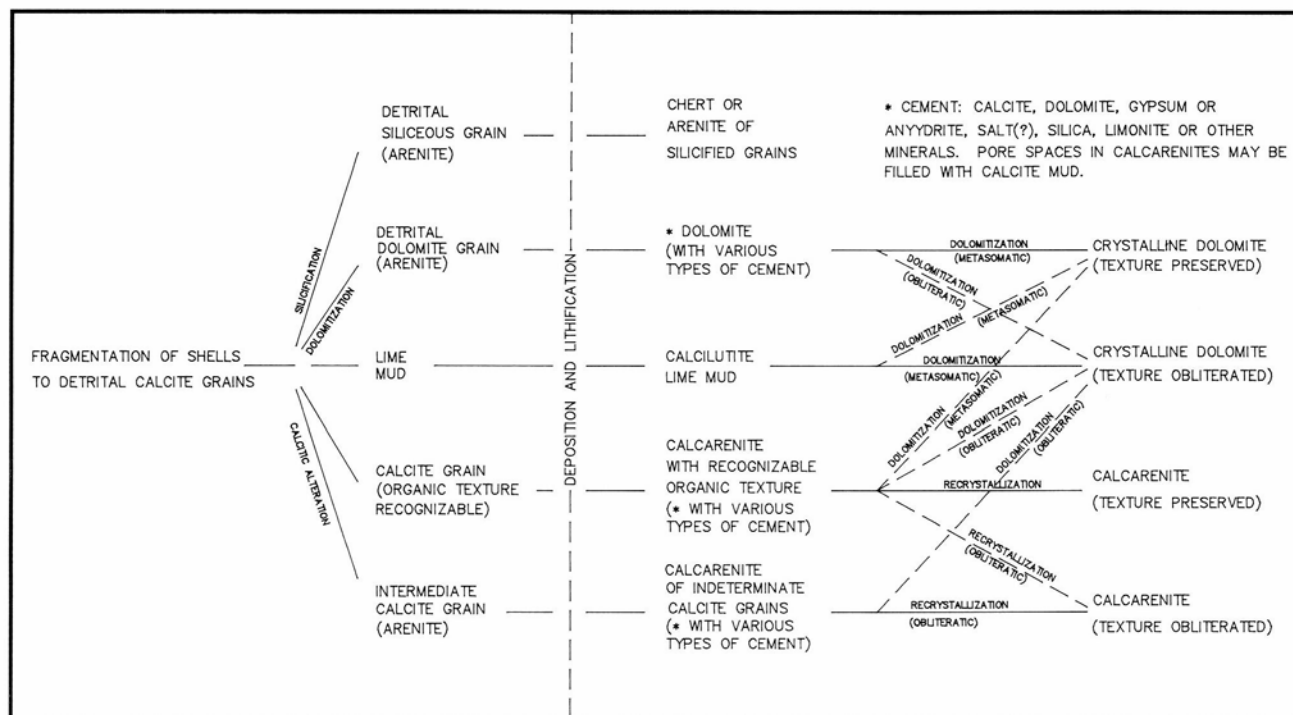 DETRITAL
SILICEOUS GRAIN
(ARENITE)
CHERT OR
ARENITE OF
SILICIFIED GRAINS
* CEMENT: CALCITE, DOLOMITE, GYPSUM OR
ANYYDRITE, SALT(?), SILICA, LIMONITE OR OTHER
MINERALS. PORE SPACES IN CALCARENITES MAY BE
FILLED WITH CALCITE MUD.
SILICIFICATION
DOLOMITIZATION
DETRITAL
DOLOMITE GRAIN
(ARENITE)
DEPOSITION AND LITHIFICATION
* DOLOMITE
(WITH VARIOUS
TYPES OF CEMENT)
DOLOMITIZATION
(METASOMATIC)
DOLOMITIZATION
(OBLITERATIC)
CRYSTALLINE DOLOMITE
(TEXTURE PRESERVED)
FRAGMENTATION OF SHELLS
TO DETRITAL CALCITE GRAINS
LIME
MUD
CALCILUTITE
LIME MUD
DOLOMITIZATION
(METASOMATIC)
DOLOMITIZATION
(METASOMATIC)
CRYSTALLINE DOLOMITE
(TEXTURE OBLITERATED)
CALCITIC ALTERATION
CALCITE GRAIN
(ORGANIC TEXTURE
RECOGNIZABLE)
CALCARENITE
WITH RECOGNIZABLE
ORGANIC TEXTURE
(* WITH VARIOUS
TYPES OF CEMENT)
DOLOMITIZATION
(METASOMATIC)
DOLOMITIZATION
(OBLITERATIC)
DOLOMITIZATION
(OBLITERATIC)
RECRYSTALLIZATION
CALCARENITE
(TEXTURE PRESERVED)
RECRYSTALLIZATION
(OBLITERATIC)
INTERMEDIATE
CALCITE GRAIN
(ARENITE)
CALCARENITE
OF INDETERMINATE
CALCITE GRAINS
(* WITH VARIOUS
TYPES OF CEMENT)
RECRYSTALLIZATION
(OBLITERATIC)
CALCARENITE
(TEXTURE OBLITERATED)